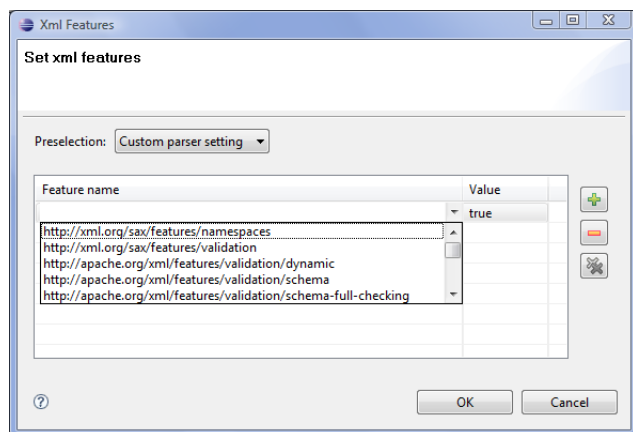 Xml Features
Set xml features
Preselection: Custom parser setting
Feature name Value
true
http://xml.org/sax/features/namespaces
http://xml.org/sax/features/validation
http://apache.org/xml/features/validation/dynamic
http://apache.org/xml/features/validation/schema
http://apache.org/xml/features/validation/schema-full-checking
? OK Cancel